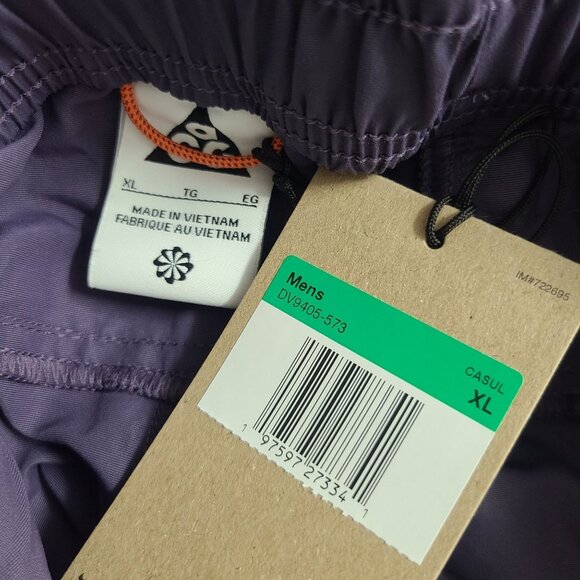 ACG
XL TG EG
MADE IN VIETNAM
FABRIQUE AU VIETNAM
IM#722695
Mens
DV9405-573
CASUL
XL
1 97597 27334 1